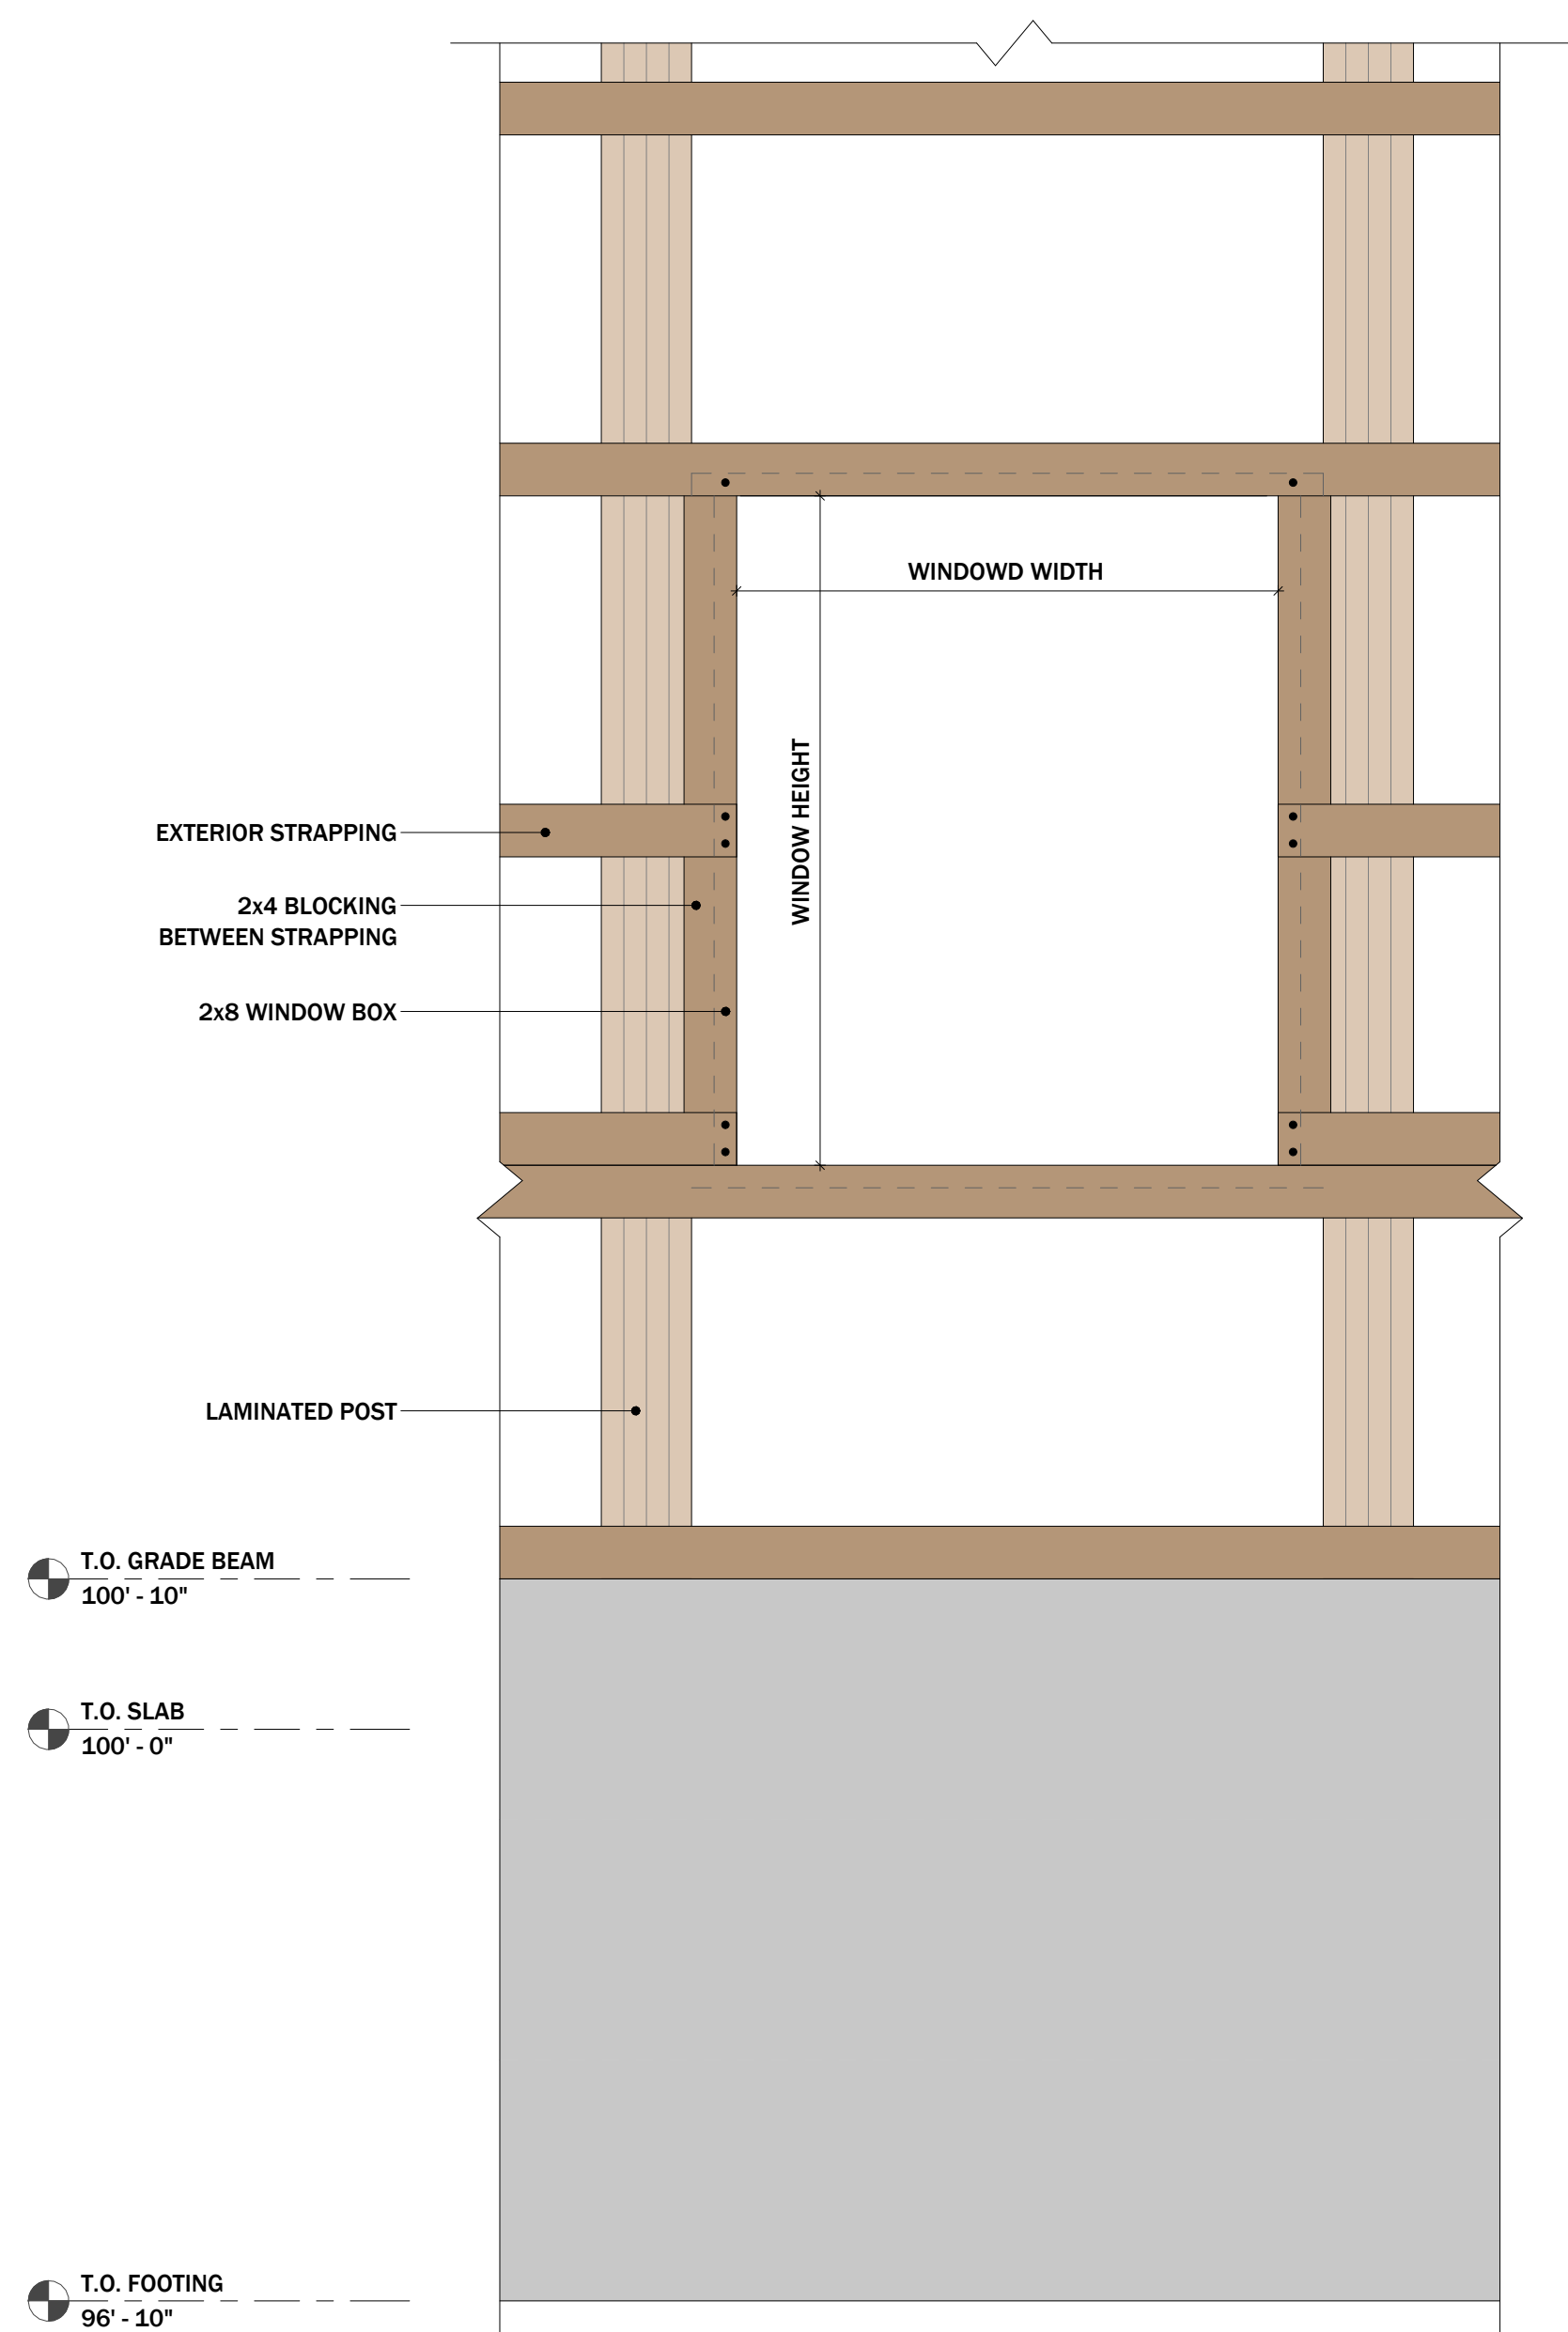 WINDOWD WIDTH
WINDOW HEIGHT
EXTERIOR STRAPPING
2x4 BLOCKING
BETWEEN STRAPPING
2x8 WINDOW BOX
LAMINATED POST
T.O. GRADE BEAM
100' - 10"
T.O. SLAB
100' - 0"
T.O. FOOTING
96' - 10"